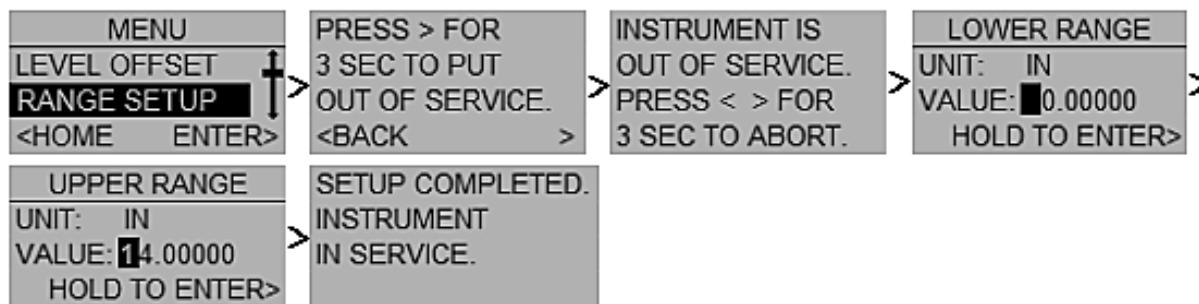 MENU
LEVEL OFFSET
RANGE SETUP
<HOME ENTER>
PRESS > FOR
3 SEC TO PUT
OUT OF SERVICE.
<BACK >
INSTRUMENT IS
OUT OF SERVICE.
PRESS < > FOR
3 SEC TO ABORT.
LOWER RANGE
UNIT: IN
VALUE: 0.00000
HOLD TO ENTER>
UPPER RANGE
UNIT: IN
VALUE: 14.00000
HOLD TO ENTER>
SETUP COMPLETED.
INSTRUMENT
IN SERVICE.